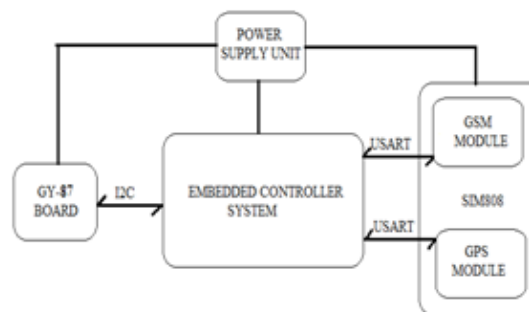 POWER
SUPPLY UNIT
GSM
MODULE
USART
GY-87
BOARD
I2C
EMBEDDED CONTROLLER
SYSTEM
SIM808
USART
GPS
MODULE